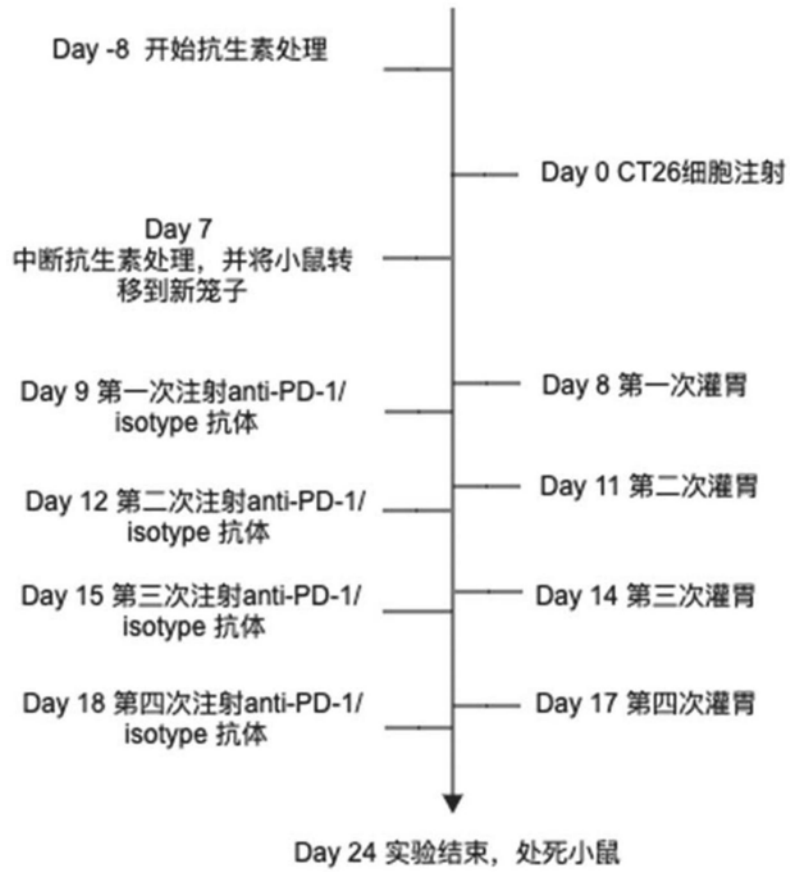 Day -8 开始抗生素处理
Day 0 CT26细胞注射
Day 7
中断抗生素处理，并将小鼠转
移到新笼子
Day 8 第一次灌胃
Day 9 第一次注射anti-PD-1/
isotype 抗体
Day 11 第二次灌胃
Day 12 第二次注射anti-PD-1/
isotype 抗体
Day 14 第三次灌胃
Day 15 第三次注射anti-PD-1/
isotype 抗体
Day 17 第四次灌胃
Day 18 第四次注射anti-PD-1/
isotype 抗体
Day 24 实验结束，处死小鼠